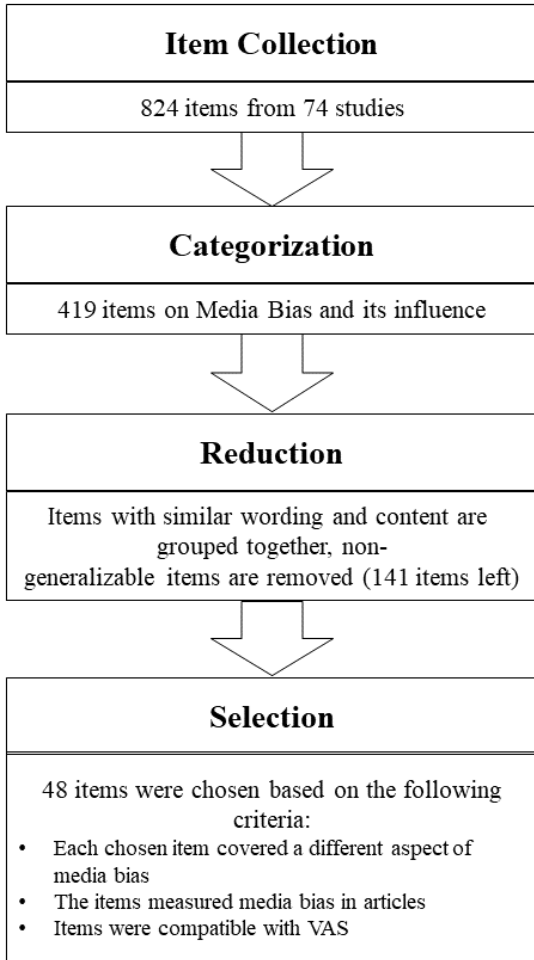 Item Collection
824 items from 74 studies
Categorization
419 items on Media Bias and its influence
Reduction
Items with similar wording and content are
grouped together, non-
generalizable items are removed (141 items left)
Selection
48 items were chosen based on the following
criteria:
• Each chosen item covered a different aspect of
media bias
• The items measured media bias in articles
• Items were compatible with VAS